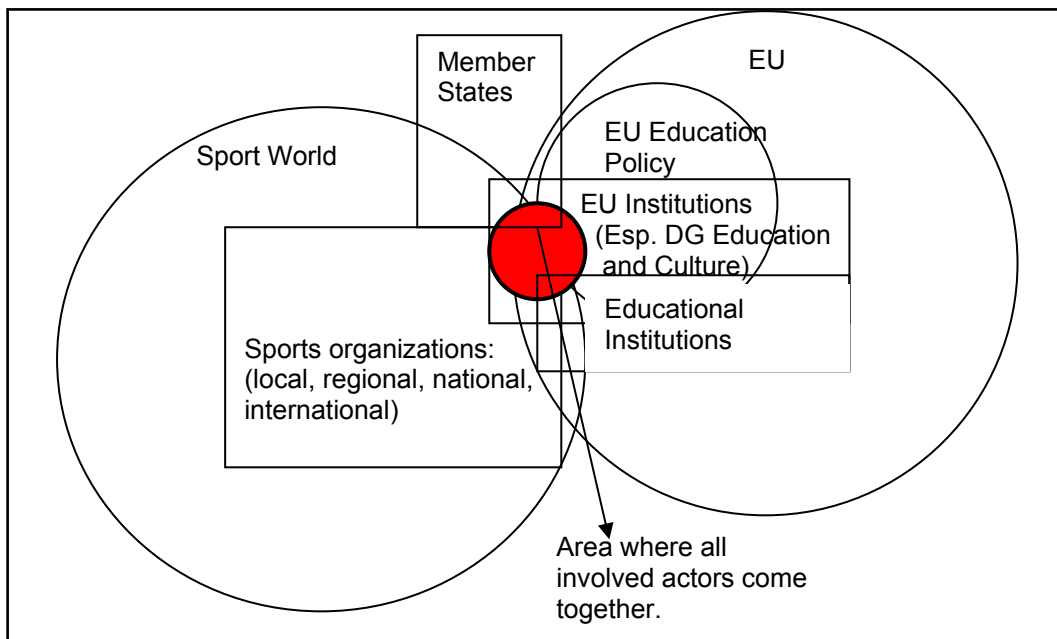 Member
States
EU
Sport World
EU Education
Policy
EU Institutions
(Esp. DG Education
and Culture)
Educational
Institutions
Sports organizations:
(local, regional, national,
international)
Area where all
involved actors come
together.